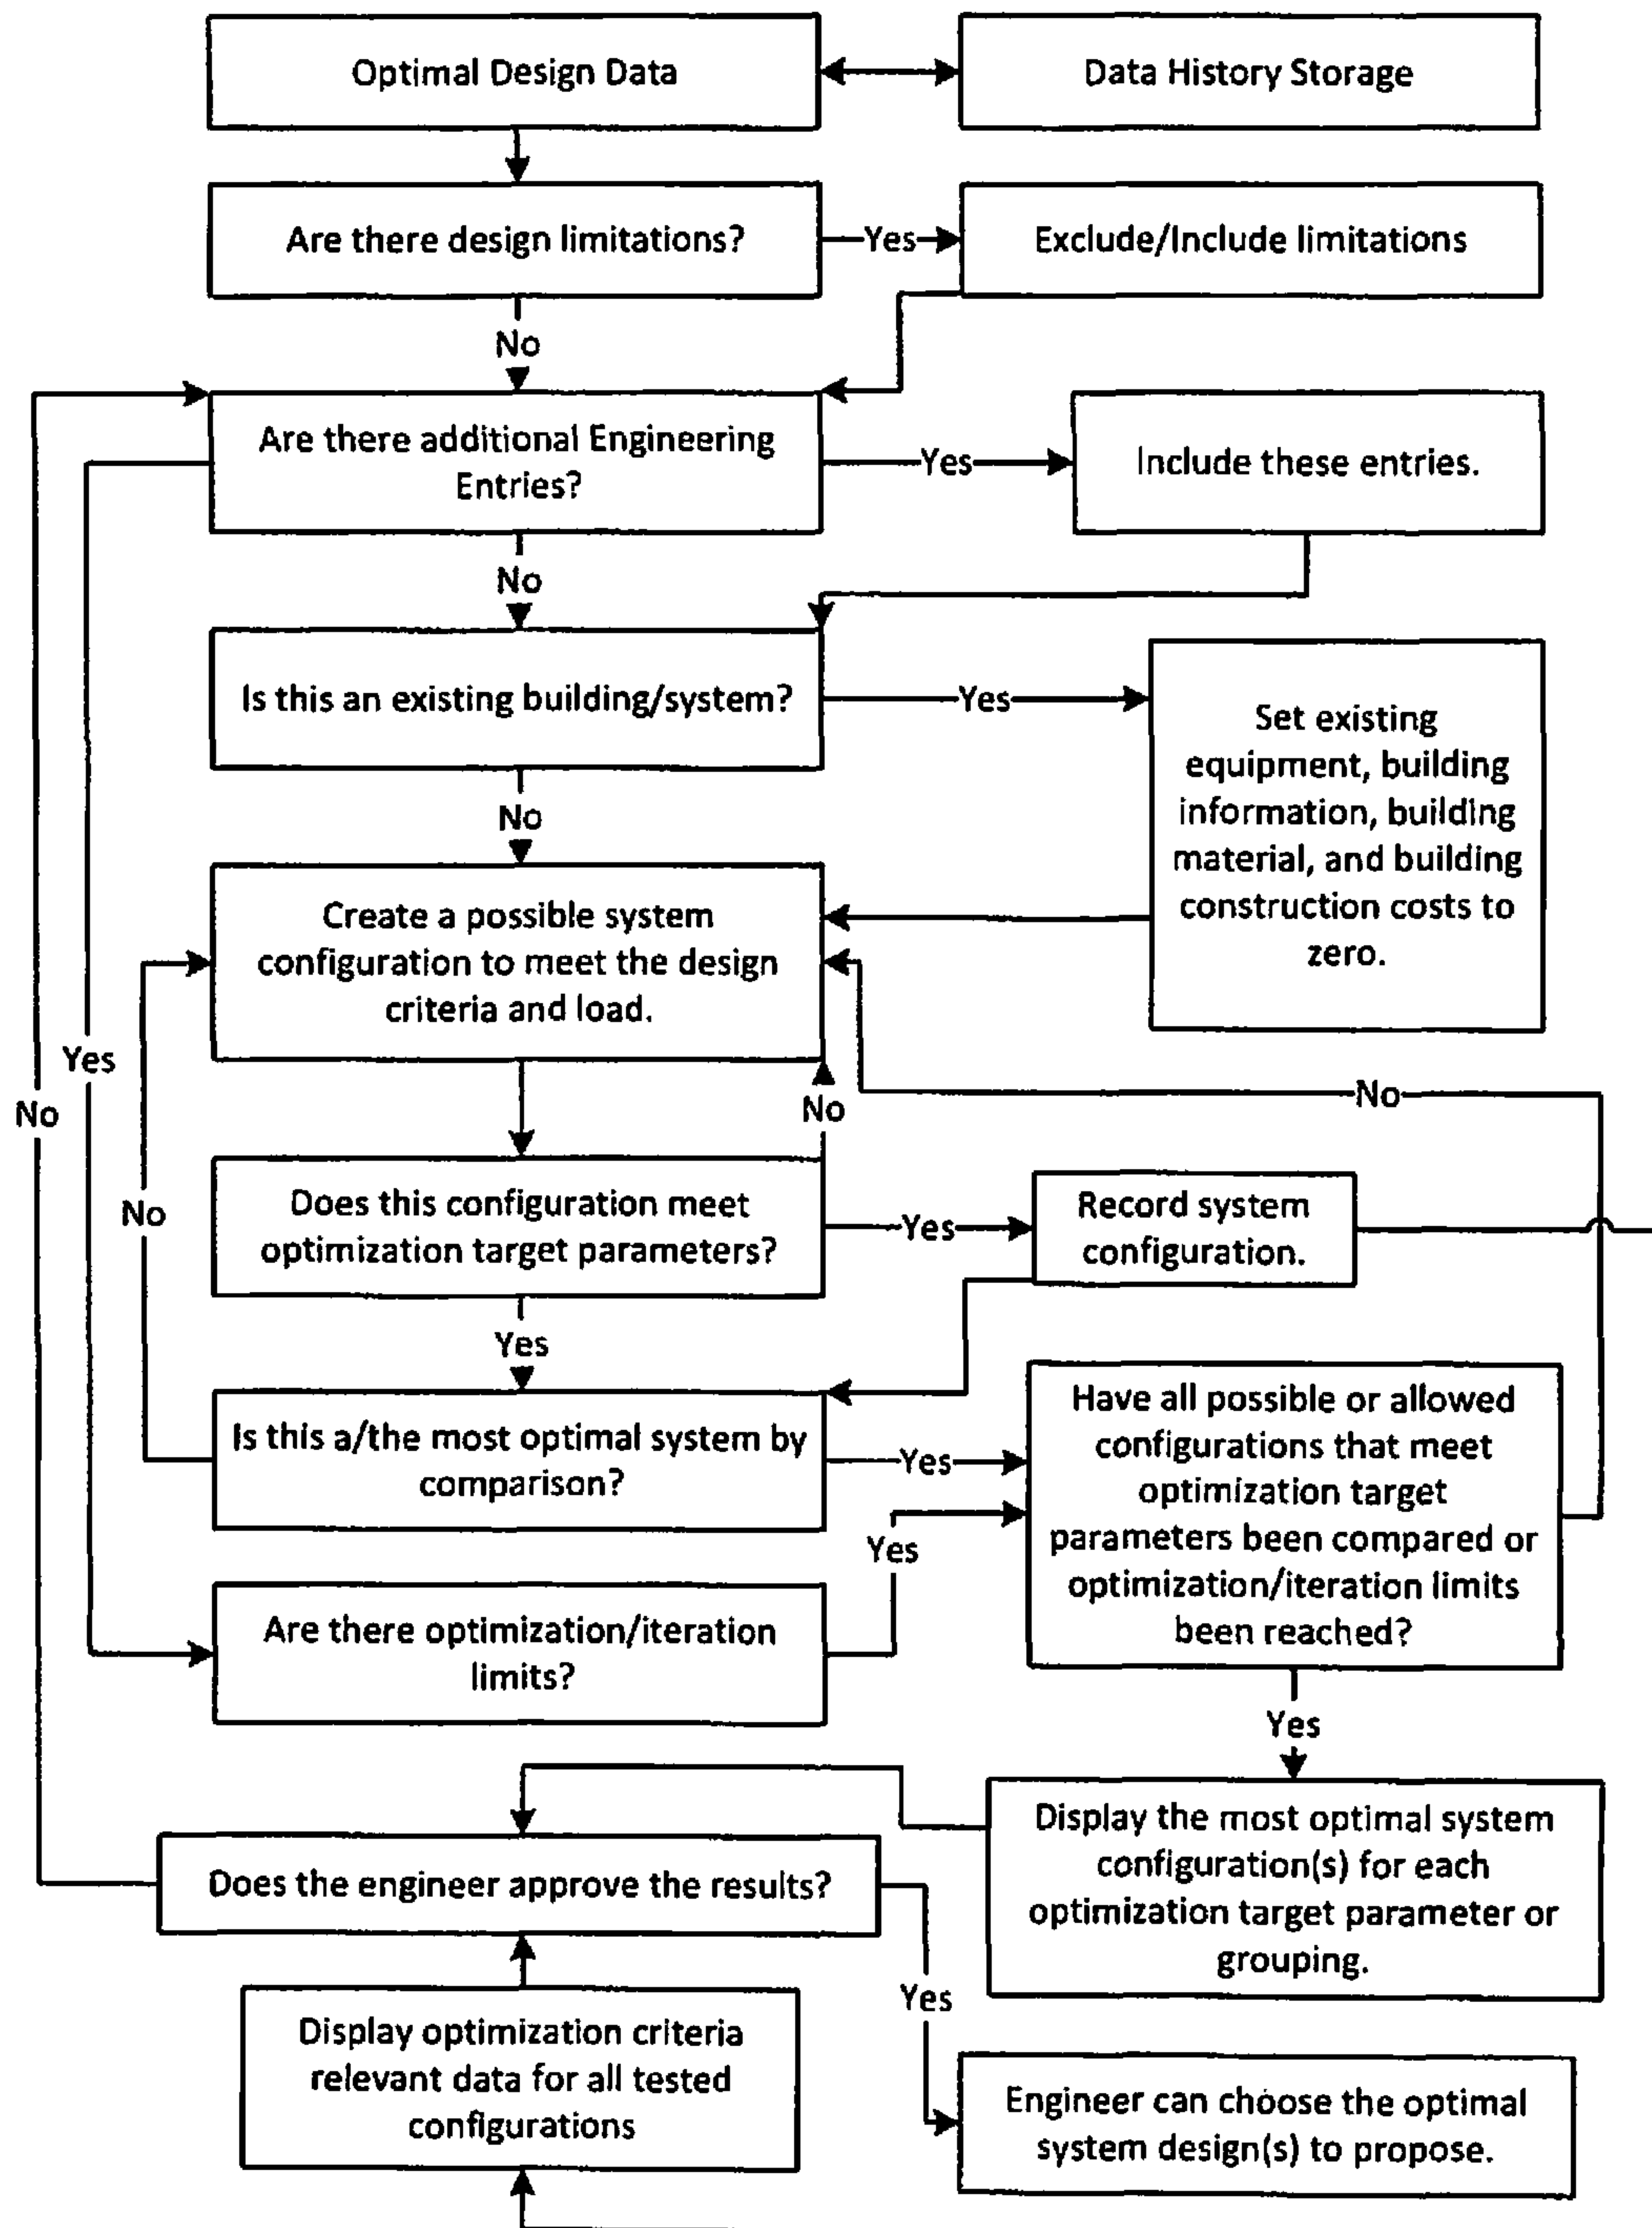 Optimal Design Data
Data History Storage
Are there design limitations?
Yes
Exclude/Include limitations
No
Are there additional Engineering
Entries?
Yes
Include these entries.
No
Is this an existing building/system?
Yes
Set existing
equipment, building
information, building
material, and building
construction costs to
zero.
No
Create a possible system
configuration to meet the design
criteria and load.
Yes
No
No
No
No
Does this configuration meet
optimization target parameters?
Yes
Record system
configuration.
Yes
Is this a/the most optimal system by
comparison?
Yes
Have all possible or allowed
configurations that meet
optimization target
parameters been compared or
optimization/iteration limits
been reached?
Yes
Are there optimization/iteration
limits?
Yes
Display the most optimal system
configuration(s) for each
optimization target parameter or
grouping.
Does the engineer approve the results?
Yes
Display optimization criteria
relevant data for all tested
configurations
Engineer can choose the optimal
system design(s) to propose.